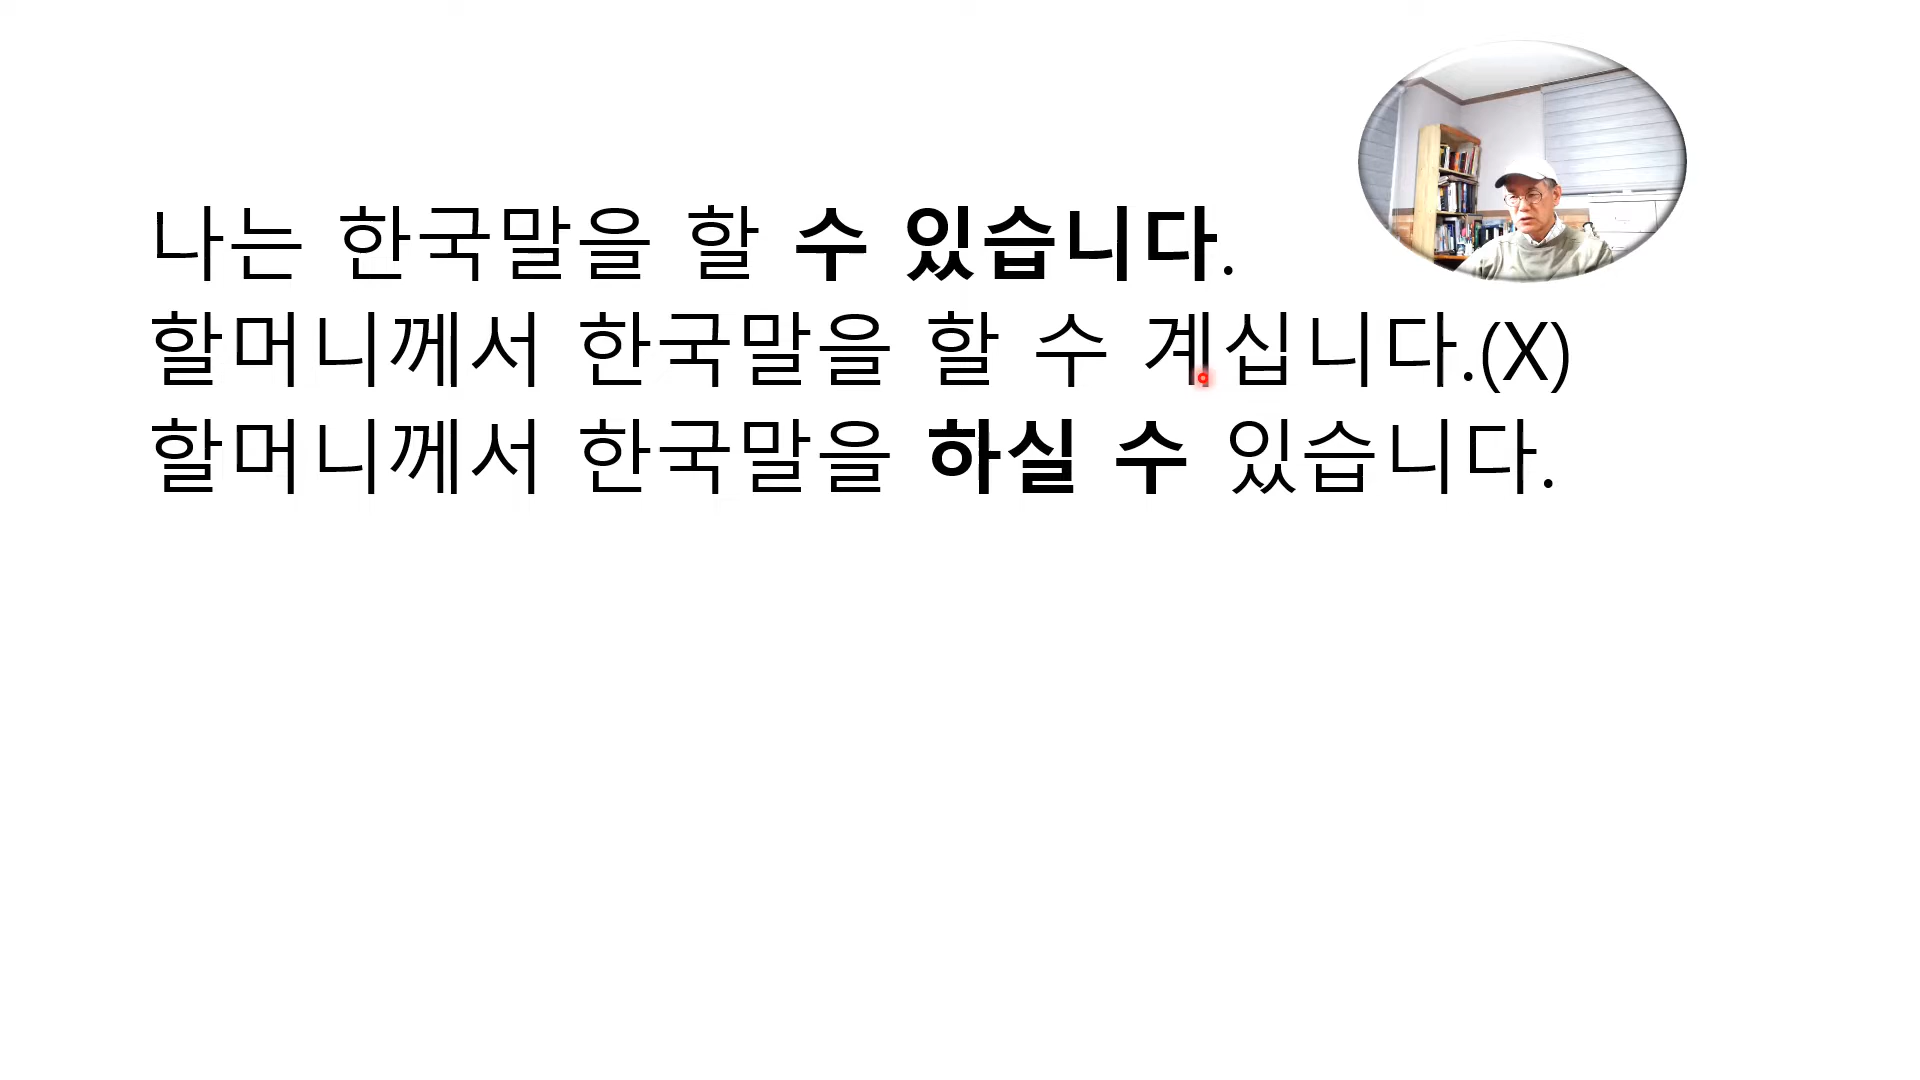 나는 한국말을 할 수 있습니다.
할머니께서 한국말을 할 수 계십니다.(X)
할머니께서 한국말을 하실 수 있습니다.